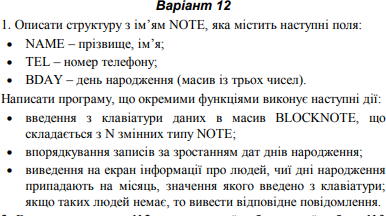 Варіант 12
1. Описати структуру з ім’ям NOTE, яка містить наступні поля:
• NAME – прізвище, ім’я;
• TEL – номер телефону;
• BDAY – день народження (масив із трьох чисел).
Написати програму, що окремими функціями виконує наступні дії:
• введення з клавіатури даних в масив BLOCKNOTE, що
складається з N змінних типу NOTE;
• впорядкування записів за зростанням дат днів народження;
• виведення на екран інформації про людей, чиї дні народження
припадають на місяць, значення якого введено з клавіатури;
якщо таких людей немає, то вивести відповідне повідомлення.